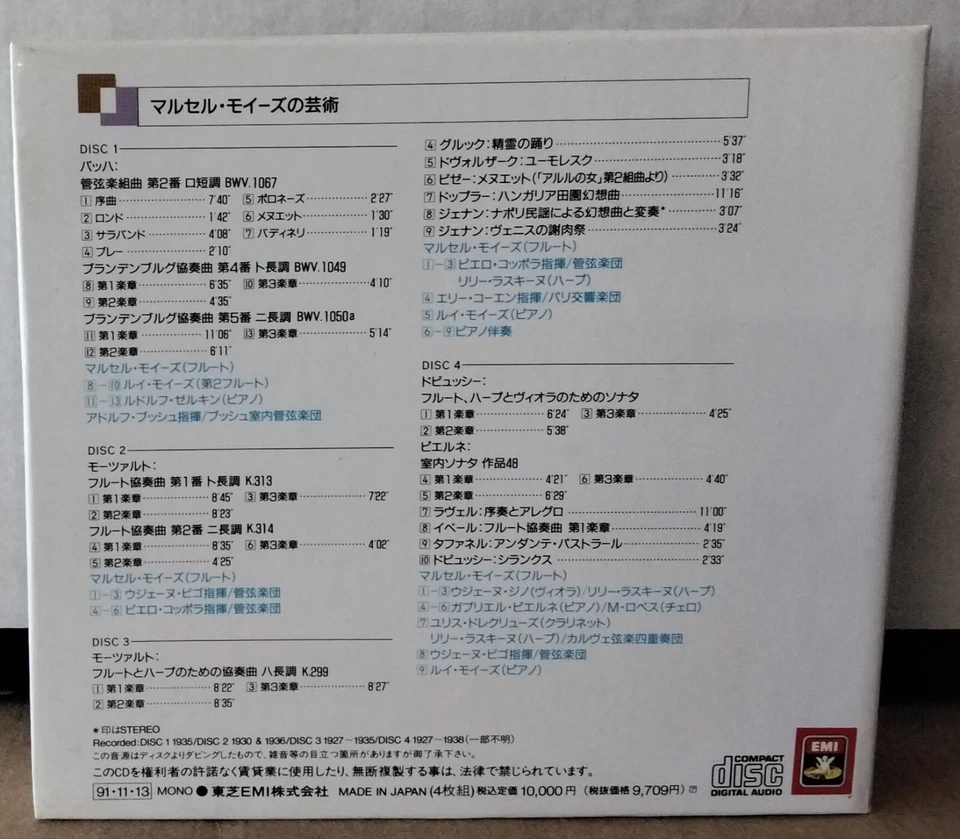 マルセル・モイーズの芸術
DISC 1
バッハ:
管弦楽組曲 第2番 ロ短調 BWV.1067
1 序曲 7′40″ 5 ポロネーズ 2′27″
2 ロンド 1′42″ 6 メヌエット 1′30″
3 サラバンド 4′08″ 7 バディネリ 1′19″
4 ブレー 2′10″
ブランデンブルグ協奏曲 第4番 ト長調 BWV.1049
8 第1楽章 6′35″ 10 第3楽章 4′10″
9 第2楽章 4′35″
ブランデンブルグ協奏曲 第5番 ニ長調 BWV.1050a
11 第1楽章 11′06″ 13 第3楽章 5′14″
12 第2楽章 6′11″
マルセル・モイーズ(フルート)
8-10 ルイ・モイーズ(第2フルート)
11-13 ルドルフ・ゼルキン(ピアノ)
アドルフ・ブッシュ指揮/ブッシュ室内管弦楽団
DISC 2
モーツァルト:
フルート協奏曲 第1番 ト長調 K.313
1 第1楽章 8′45″ 3 第3楽章 7′22″
2 第2楽章 8′23″
フルート協奏曲 第2番 ニ長調 K.314
4 第1楽章 8′35″ 6 第3楽章 4′02″
5 第2楽章 4′25″
マルセル・モイーズ(フルート)
1-3 ウジェーヌ・ビゴ指揮/管弦楽団
4-6 ピエロ・コッポラ指揮/管弦楽団
DISC 3
モーツァルト:
フルートとハープのための協奏曲 ハ長調 K.299
1 第1楽章 8′22″ 3 第3楽章 8′27″
2 第2楽章 8′35″
4 グルック:精霊の踊り 5′37″
5 ドヴォルザーク:ユーモレスク 3′18″
6 ビゼー:メヌエット(「アルルの女」第2組曲より) 3′32″
7 ドップラー:ハンガリア田園幻想曲 11′16″
8 ジェナン:ナポリ民謡による幻想曲と変奏* 3′07″
9 ジェナン:ヴェニスの謝肉祭 3′24″
マルセル・モイーズ(フルート)
1-3 ピエロ・コッポラ指揮/管弦楽団
リリー・ラスキーヌ(ハープ)
4 エリー・コーエン指揮/パリ交響楽団
5 ルイ・モイーズ(ピアノ)
6-9 ピアノ伴奏
DISC 4
ドビュッシー:
フルート、ハープとヴィオラのためのソナタ
1 第1楽章 6′24″ 3 第3楽章 4′25″
2 第2楽章 5′38″
ピエルネ:
室内ソナタ 作品48
4 第1楽章 4′21″ 6 第3楽章 4′40″
5 第2楽章 6′29″
7 ラヴェル:序奏とアレグロ 11′00″
8 イベール:フルート協奏曲 第1楽章 4′19″
9 タファネル:アンダンテ・パストラール 2′35″
10 ドビュッシー:シランクス 2′33″
マルセル・モイーズ(フルート)
1-3 ウジェーヌ・ジノ(ヴィオラ)/リリー・ラスキーヌ(ハープ)
4-6 ガブリエル・ピエルネ(ピアノ)/M・ロペス(チェロ)
7 ユリス・ドレクリューズ(クラリネット)
リリー・ラスキーヌ(ハープ)/カルヴェ弦楽四重奏団
8 ウジェーヌ・ビゴ指揮/管弦楽団
9 ルイ・モイーズ(ピアノ)
*印はSTEREO
Recorded:DISC 1 1935/DISC 2 1930 & 1936/DISC 3 1927-1935/DISC 4 1927-1938(一部不明)
この音源はディスクよりダビングしたもので、雑音等の目立つ箇所がありますが御了承下さい。
このCDを権利者の許諾なく賃貸業に使用したり、無断複製する事は、法律で禁じられています。
91・11・13 MONO ● 東芝EMI株式会社 MADE IN JAPAN (4枚組) 税込定価 10,000円 (税抜価格 9,709円)
COMPACT
disc
DIGITAL AUDIO
EMI